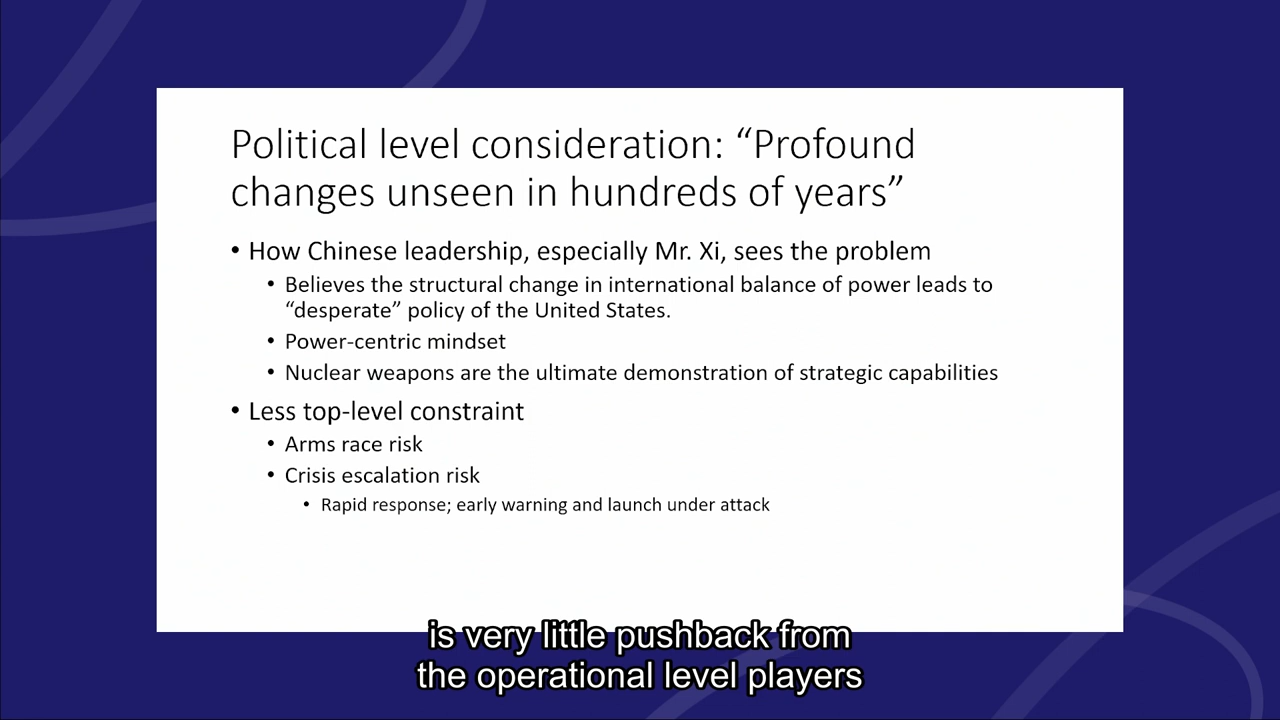 Political level consideration: “Profound
changes unseen in hundreds of years”
• How Chinese leadership, especially Mr. Xi, sees the problem
• Believes the structural change in international balance of power leads to
“desperate” policy of the United States.
• Power-centric mindset
• Nuclear weapons are the ultimate demonstration of strategic capabilities
• Less top-level constraint
• Arms race risk
• Crisis escalation risk
• Rapid response; early warning and launch under attack
is very little pushback from
the operational level players